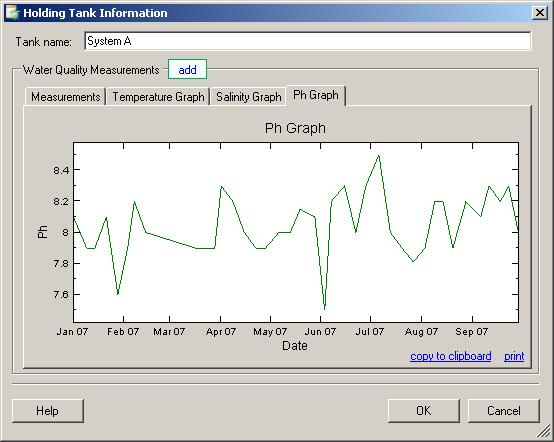 Holding Tank Information
Tank name: System A
Water Quality Measurements add
Measurements Temperature Graph Salinity Graph Ph Graph
Ph Graph
8.4
8.2
8
7.8
7.6
Ph
Jan 07 Feb 07 Mar 07 Apr 07 May 07 Jun 07 Jul 07 Aug 07 Sep 07
Date
copy to clipboard print
Help OK Cancel